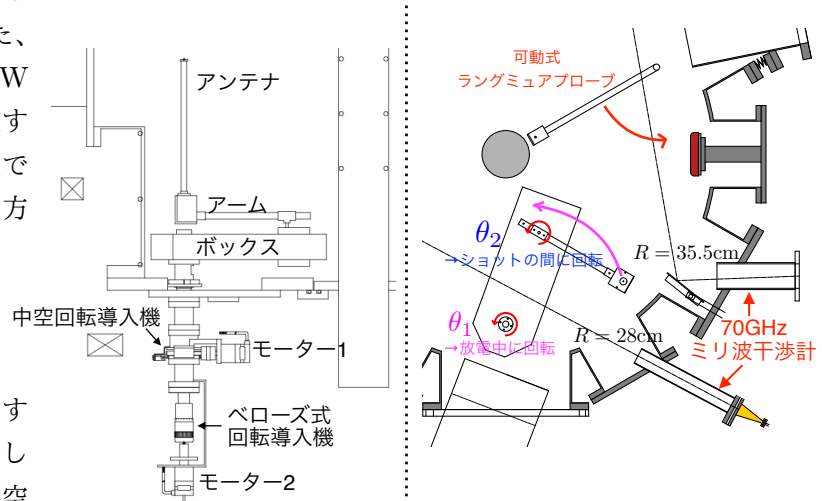 た、
W
す
で
方
す
し
アンテナ
アーム
ボックス
中空回転導入機
モーター1
ベローズ式
回転導入機
モーター2
可動式
ラングミュアプローブ
θ2
→ショットの間に回転
R = 35.5cm
θ1
→放電中に回転
R = 28cm
70GHz
ミリ波干渉計